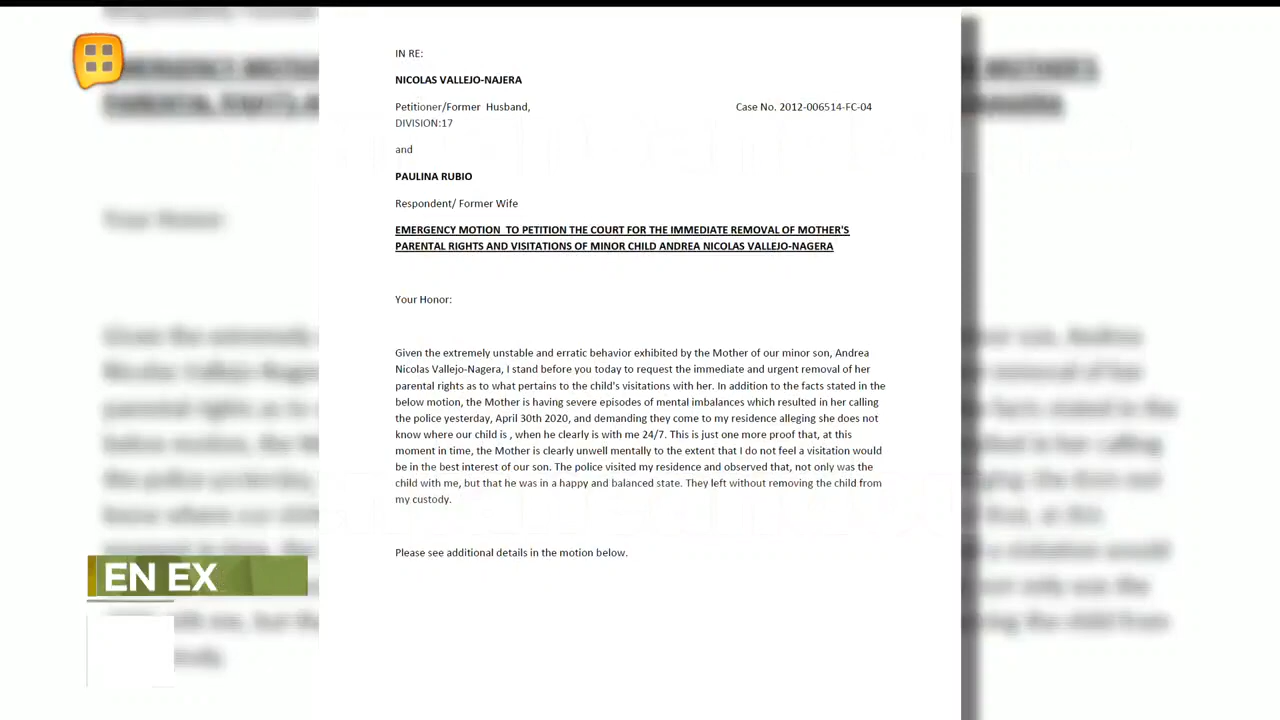 IN RE:
NICOLAS VALLEJO-NAJERA
Petitioner/Former Husband,
Case No. 2012-006514-FC-04
DIVISION:17
and
PAULINA RUBIO
Respondent/ Former Wife
EMERGENCY MOTION TO PETITION THE COURT FOR THE IMMEDIATE REMOVAL OF MOTHER'S
PARENTAL RIGHTS AND VISITATIONS OF MINOR CHILD ANDREA NICOLAS VALLEJO-NAGERA
Your Honor:
Given the extremely unstable and erratic behavior exhibited by the Mother of our minor son, Andrea
Nicolas Vallejo-Nagera, I stand before you today to request the immediate and urgent removal of her
parental rights as to what pertains to the child's visitations with her. In addition to the facts stated in the
below motion, the Mother is having severe episodes of mental imbalances which resulted in her calling
the police yesterday, April 30th 2020, and demanding they come to my residence alleging she does not
know where our child is , when he clearly is with me 24/7. This is just one more proof that, at this
moment in time, the Mother is clearly unwell mentally to the extent that I do not feel a visitation would
be in the best interest of our son. The police visited my residence and observed that, not only was the
child with me, but that he was in a happy and balanced state. They left without removing the child from
my custody.
Please see additional details in the motion below.
EN EX